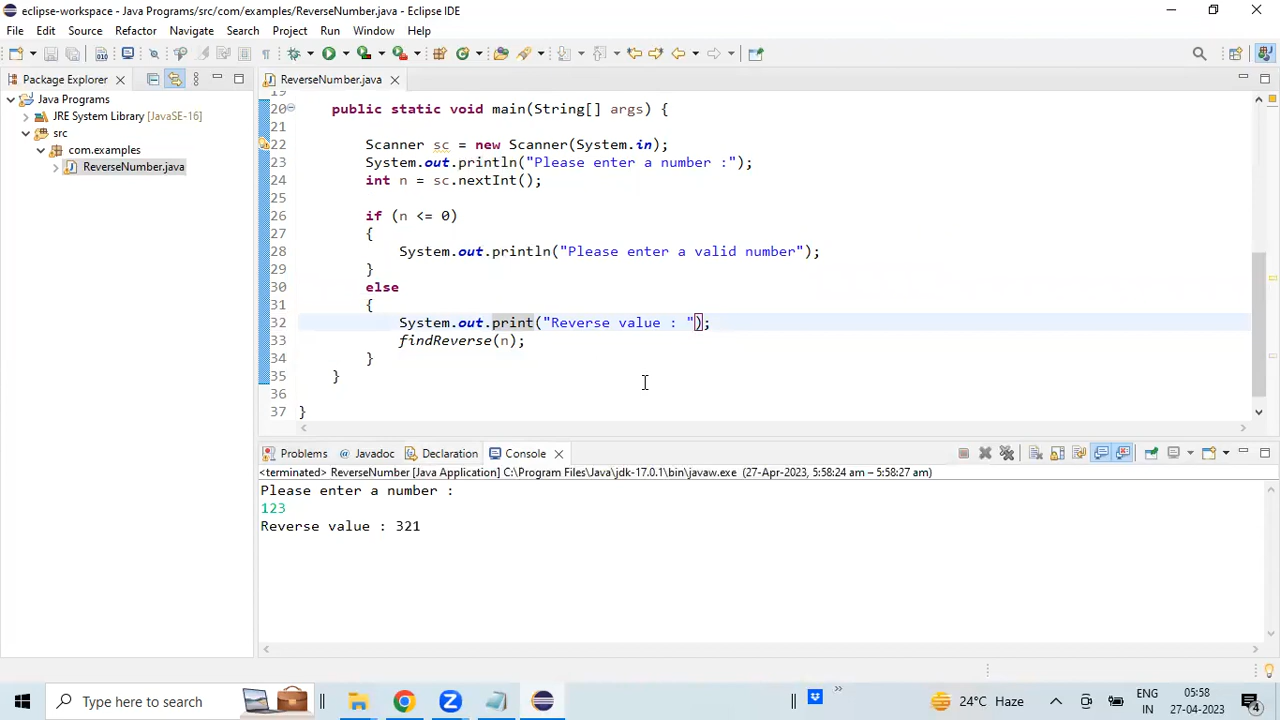 eclipse-workspace - Java Programs/src/com/examples/ReverseNumber.java - Eclipse IDE
File Edit Source Refactor Navigate Search Project Run Window Help
Package Explorer
ReverseNumber.java
Java Programs
JRE System Library [JavaSE-16]
src
com.examples
ReverseNumber.java
19
20 public static void main(String[] args) {
21
22 Scanner sc = new Scanner(System.in);
23 System.out.println("Please enter a number :");
24 int n = sc.nextInt();
25
26 if (n <= 0)
27 {
28 System.out.println("Please enter a valid number");
29 }
30 else
31 {
32 System.out.print("Reverse value : ");
33 findReverse(n);
34 }
35 }
36
37 }
Problems @ Javadoc Declaration Console
<terminated> ReverseNumber [Java Application] C:\Program Files\Java\jdk-17.0.1\bin\javaw.exe (27-Apr-2023, 5:58:24 am – 5:58:27 am)
Please enter a number :
123
Reverse value : 321
Type here to search
24°C Haze
ENG
IN
05:58
27-04-2023
4